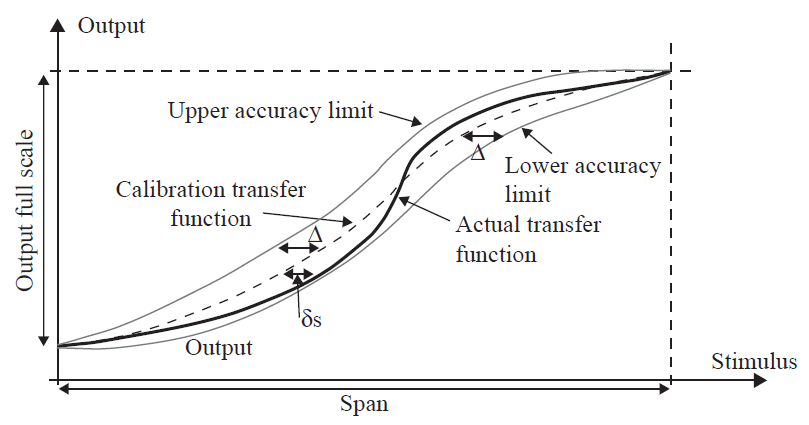 Output
Upper accuracy limit
Output full scale
Δ
Lower accuracy
limit
Calibration transfer
function
Δ
Actual transfer
function
δs
Output
Stimulus
Span